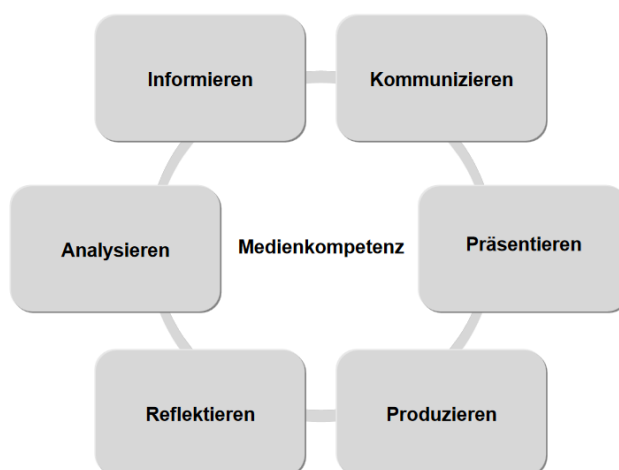 Informieren
Kommunizieren
Analysieren
Medienkompetenz
Präsentieren
Reflektieren
Produzieren